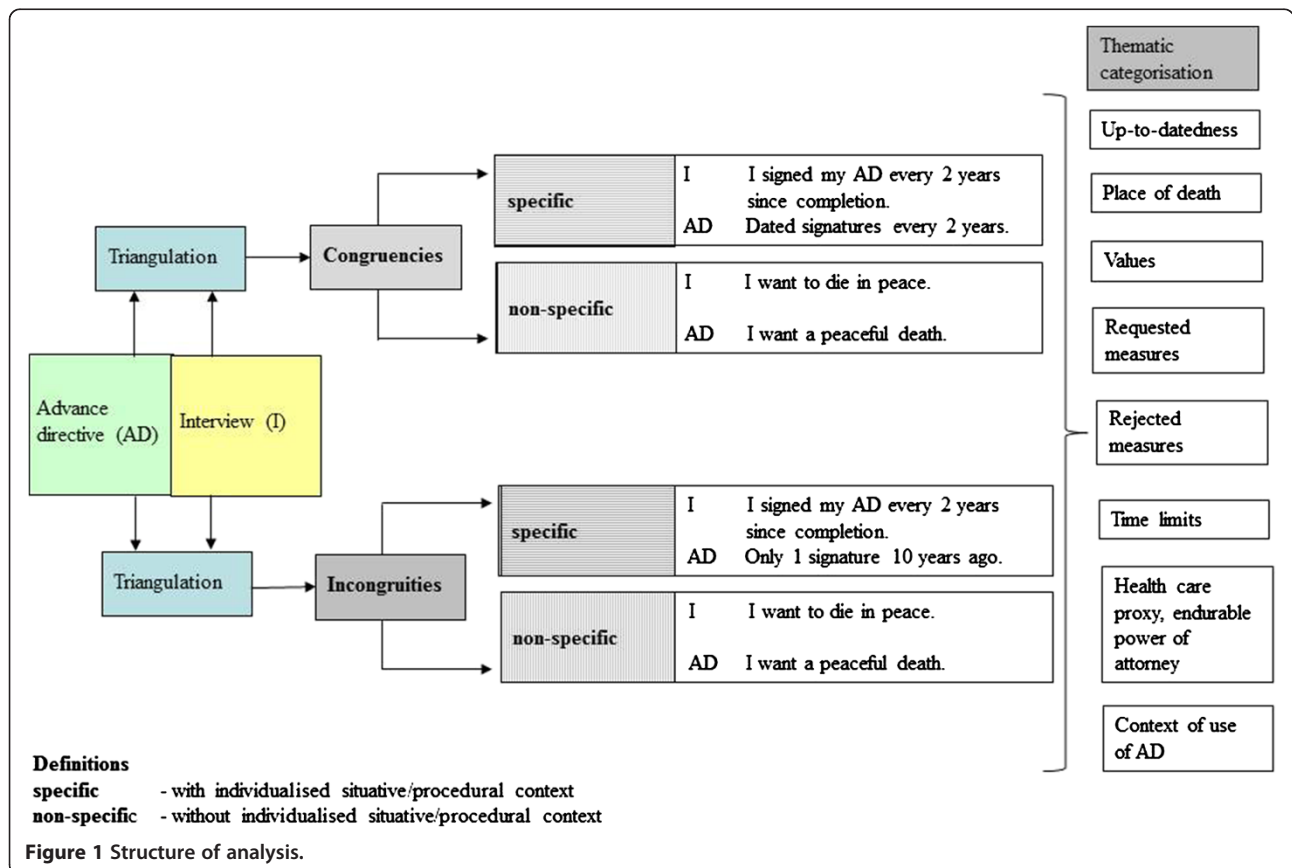 Thematic
categorisation
Up-to-datedness
Place of death
Values
Requested
measures
Rejected
measures
Time limits
Health care
proxy, endurable
power of
attorney
Context of use
of AD
specific
I I signed my AD every 2 years
since completion.
AD Dated signatures every 2 years.
Triangulation
Congruencies
non-specific
I I want to die in peace.
AD I want a peaceful death.
Advance
directive (AD)
Interview (I)
specific
I I signed my AD every 2 years
since completion.
AD Only 1 signature 10 years ago.
Triangulation
Incongruities
non-specific
I I want to die in peace.
AD I want a peaceful death.
Definitions
specific - with individualised situative/procedural context
non-specific - without individualised situative/procedural context
Figure 1 Structure of analysis.